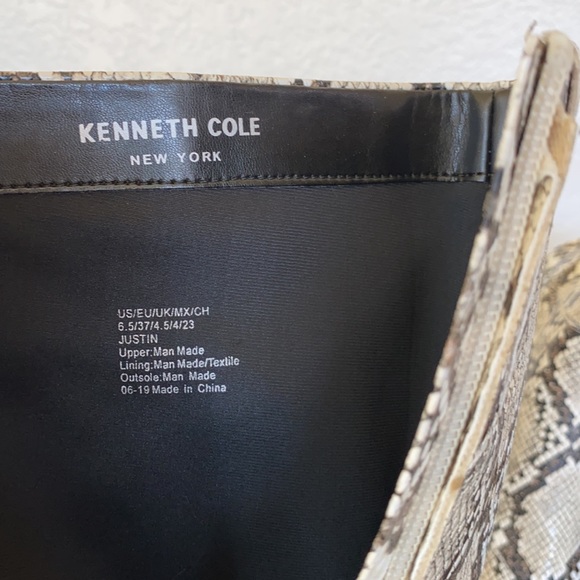 KENNETH COLE
NEW YORK
US/EU/UK/MX/CH
6.5/37/4.5/4/23
JUSTIN
Upper:Man Made
Lining:Man Made/Textile
Outsole:Man Made
06-19 Made in China